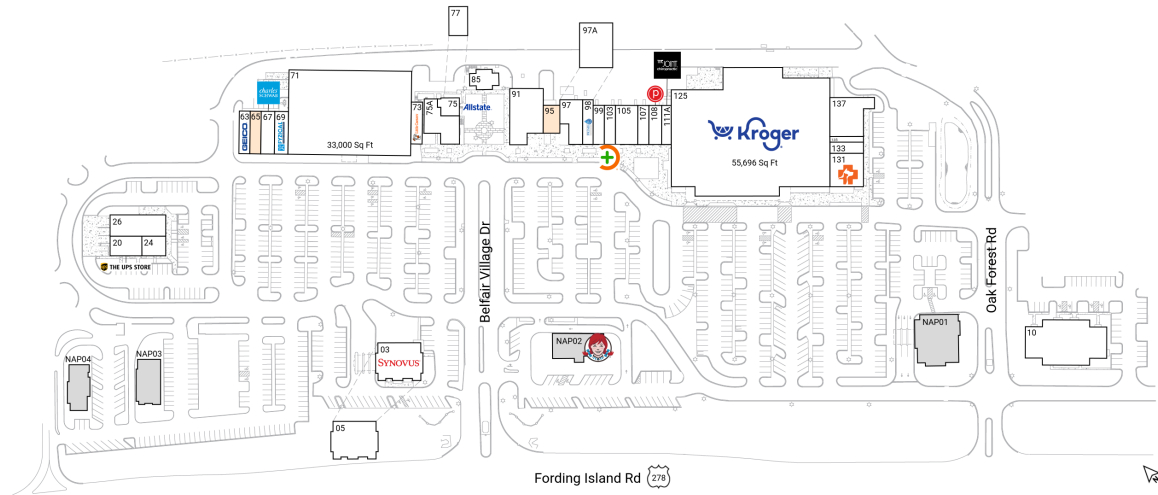 77
97A
THE JOINT
85
71
charles
SCHWAB
91
125
Allstate
137
73
75A
75
95
97
98
99
103
105
107
108
111A
63
65
67
69
GEICO
Kroger
133
131
33,000 Sq Ft
55,696 Sq Ft
26
20
24
THE UPS STORE
Belfair Village Dr
Oak Forest Rd
NAP01
10
NAP02
03
SYNOVUS
NAP03
NAP04
05
Fording Island Rd
278